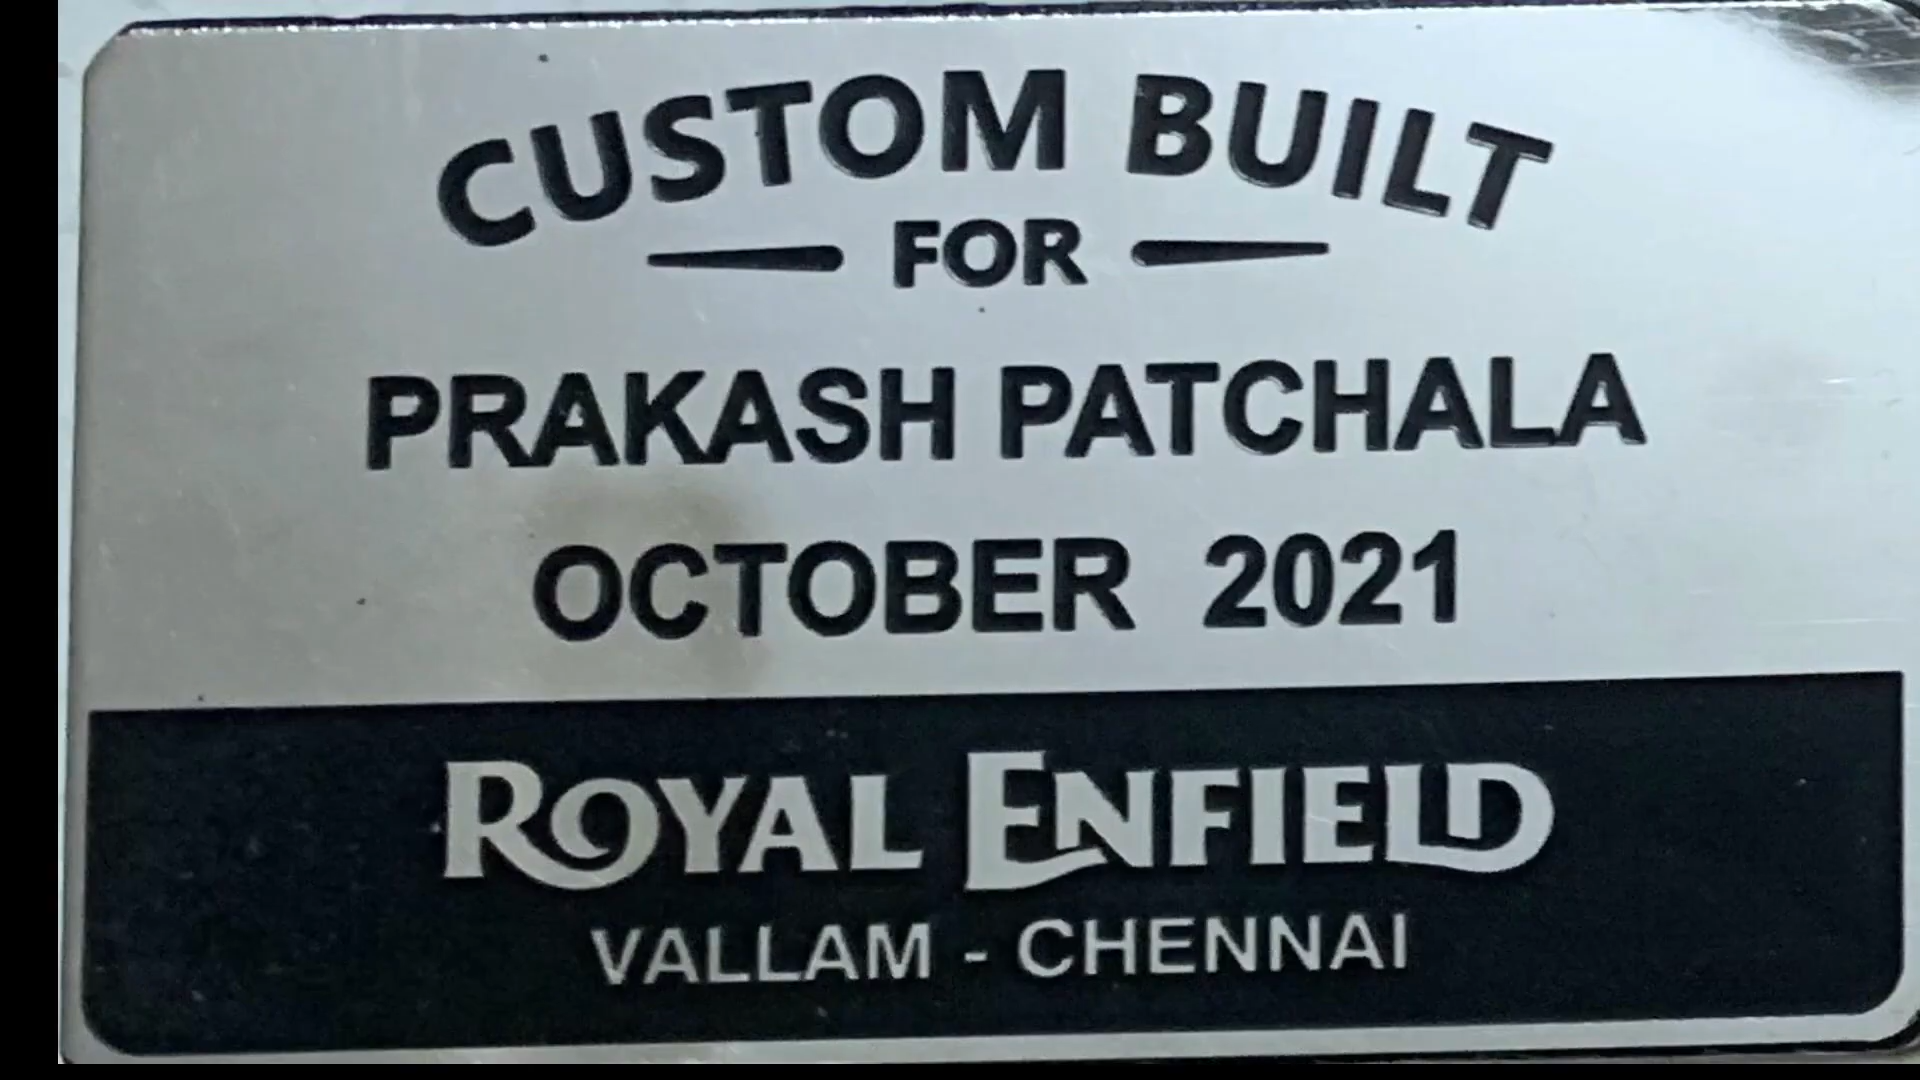 CUSTOM BUILT
FOR
PRAKASH PATCHALA
OCTOBER 2021
ROYAL ENFIELD
VALLAM - CHENNAI